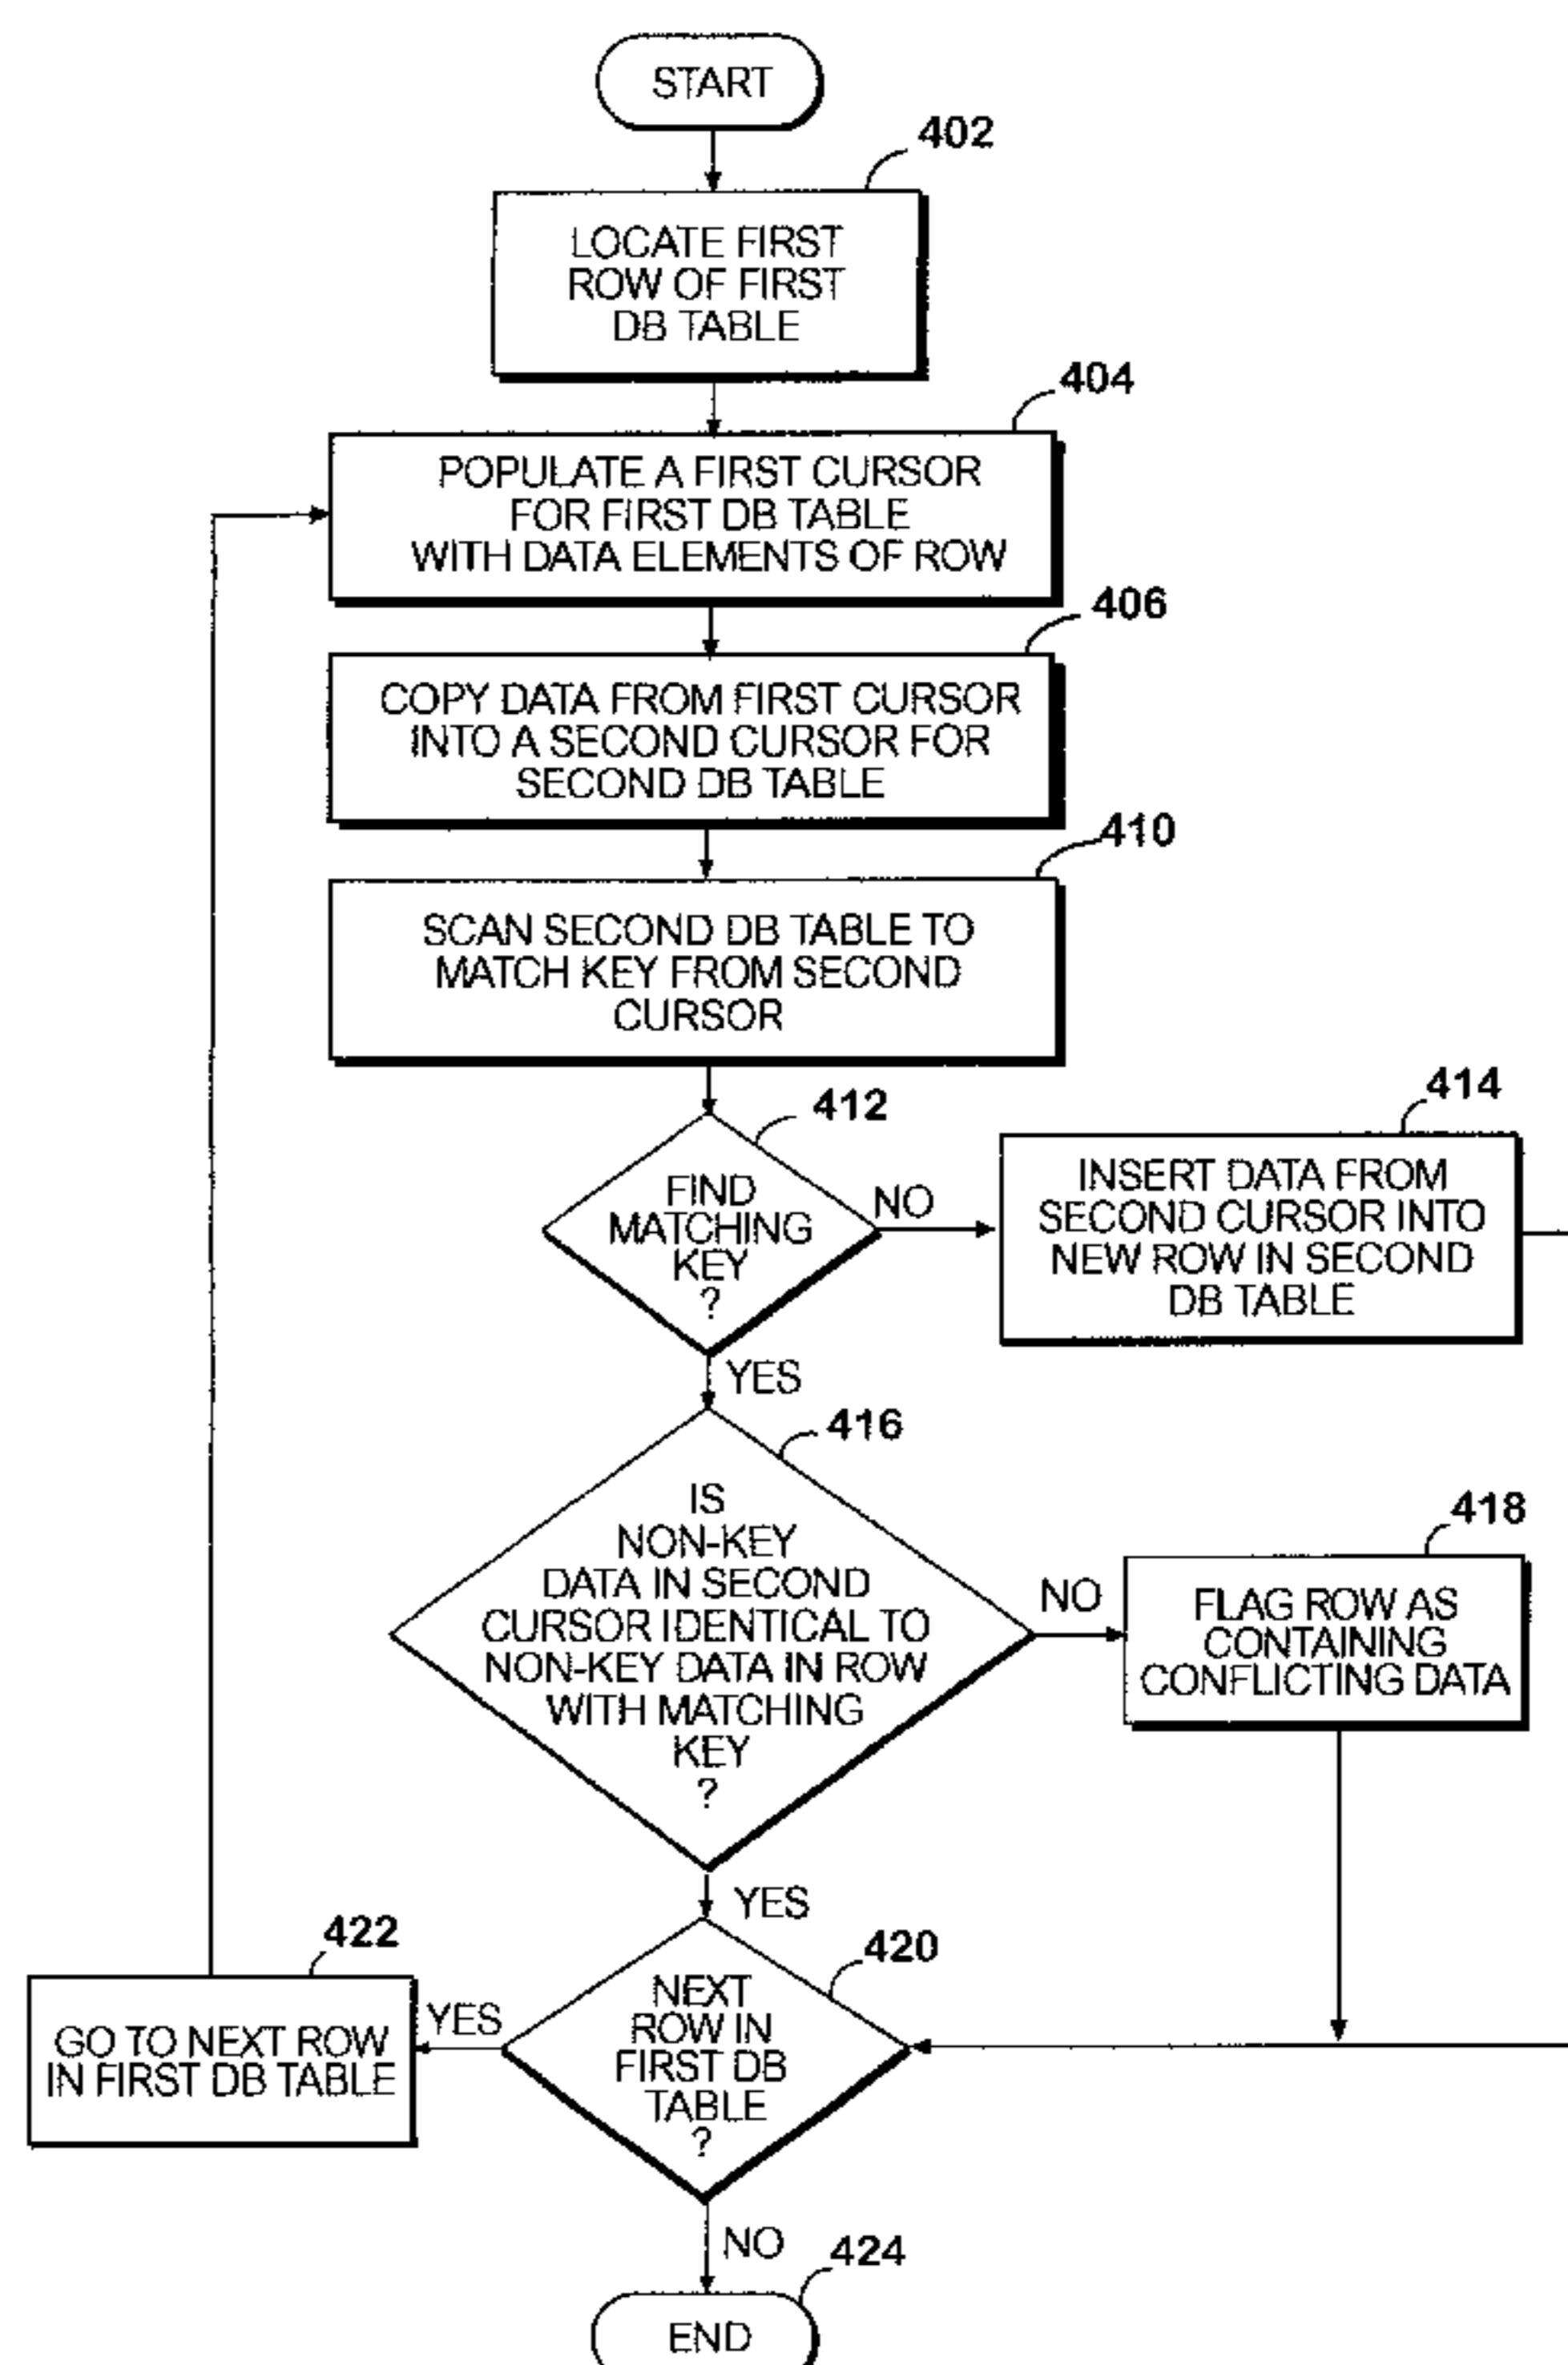 START
402
LOCATE FIRST
ROW OF FIRST
DB TABLE
404
POPULATE A FIRST CURSOR
FOR FIRST DB TABLE
WITH DATA ELEMENTS OF ROW
406
COPY DATA FROM FIRST CURSOR
INTO A SECOND CURSOR FOR
SECOND DB TABLE
410
SCAN SECOND DB TABLE TO
MATCH KEY FROM SECOND
CURSOR
412
FIND
MATCHING
KEY
?
NO
414
INSERT DATA FROM
SECOND CURSOR INTO
NEW ROW IN SECOND
DB TABLE
YES
416
IS
NON-KEY
DATA IN SECOND
CURSOR IDENTICAL TO
NON-KEY DATA IN ROW
WITH MATCHING
KEY
?
NO
418
FLAG ROW AS
CONTAINING
CONFLICTING DATA
YES
420
NEXT
ROW IN
FIRST DB
TABLE
?
YES
422
GO TO NEXT ROW
IN FIRST DB TABLE
NO
424
END